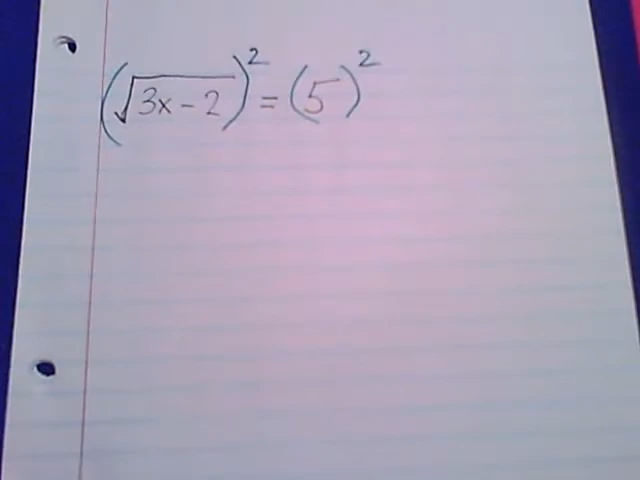 (√3x-2)² = (5)²